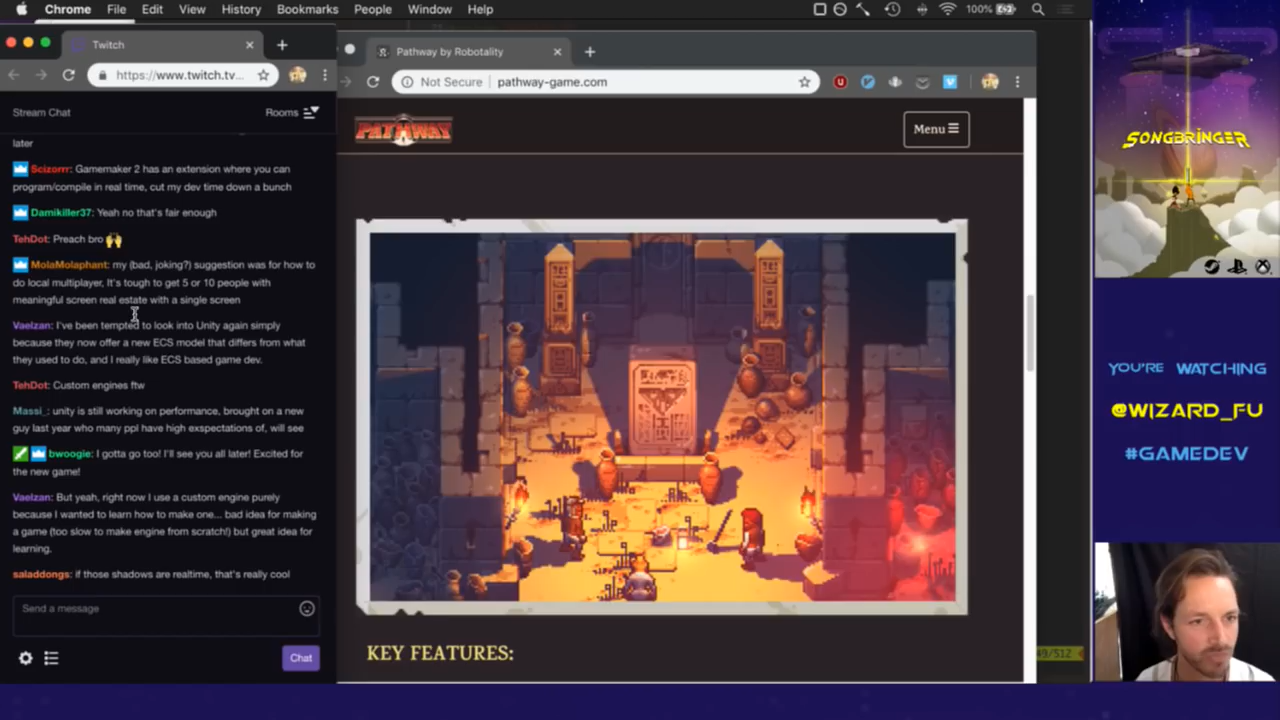 Chrome File Edit View History Bookmarks People Window Help
100%
Twitch
https://www.twitch.tv...
Pathway by Robotality
Not Secure pathway-game.com
Stream Chat
Rooms
later
Scizorrr: Gamemaker 2 has an extension where you can
program/compile in real time, cut my dev time down a bunch
Damikiller37: Yeah no that's fair enough
TehDot: Preach bro
MolaMolaphant: my (bad, joking?) suggestion was for how to
do local multiplayer, It's tough to get 5 or 10 people with
meaningful screen real estate with a single screen
Vaelzan: I've been tempted to look into Unity again simply
because they now offer a new ECS model that differs from what
they used to do, and I really like ECS based game dev.
TehDot: Custom engines ftw
Massi_: unity is still working on performance, brought on a new
guy last year who many ppl have high exspectations of, will see
bwoogie: I gotta go too! I'll see you all later! Excited for
the new game!
Vaelzan: But yeah, right now I use a custom engine purely
because I wanted to learn how to make one... bad idea for making
a game (too slow to make engine from scratch!) but great idea for
learning.
saladdongs: if those shadows are realtime, that's really cool
Send a message
Chat
PATHWAY
Menu
KEY FEATURES:
49/512
SONGBRINGER
YOU'RE WATCHING
@WIZARD_FU
#GAMEDEV